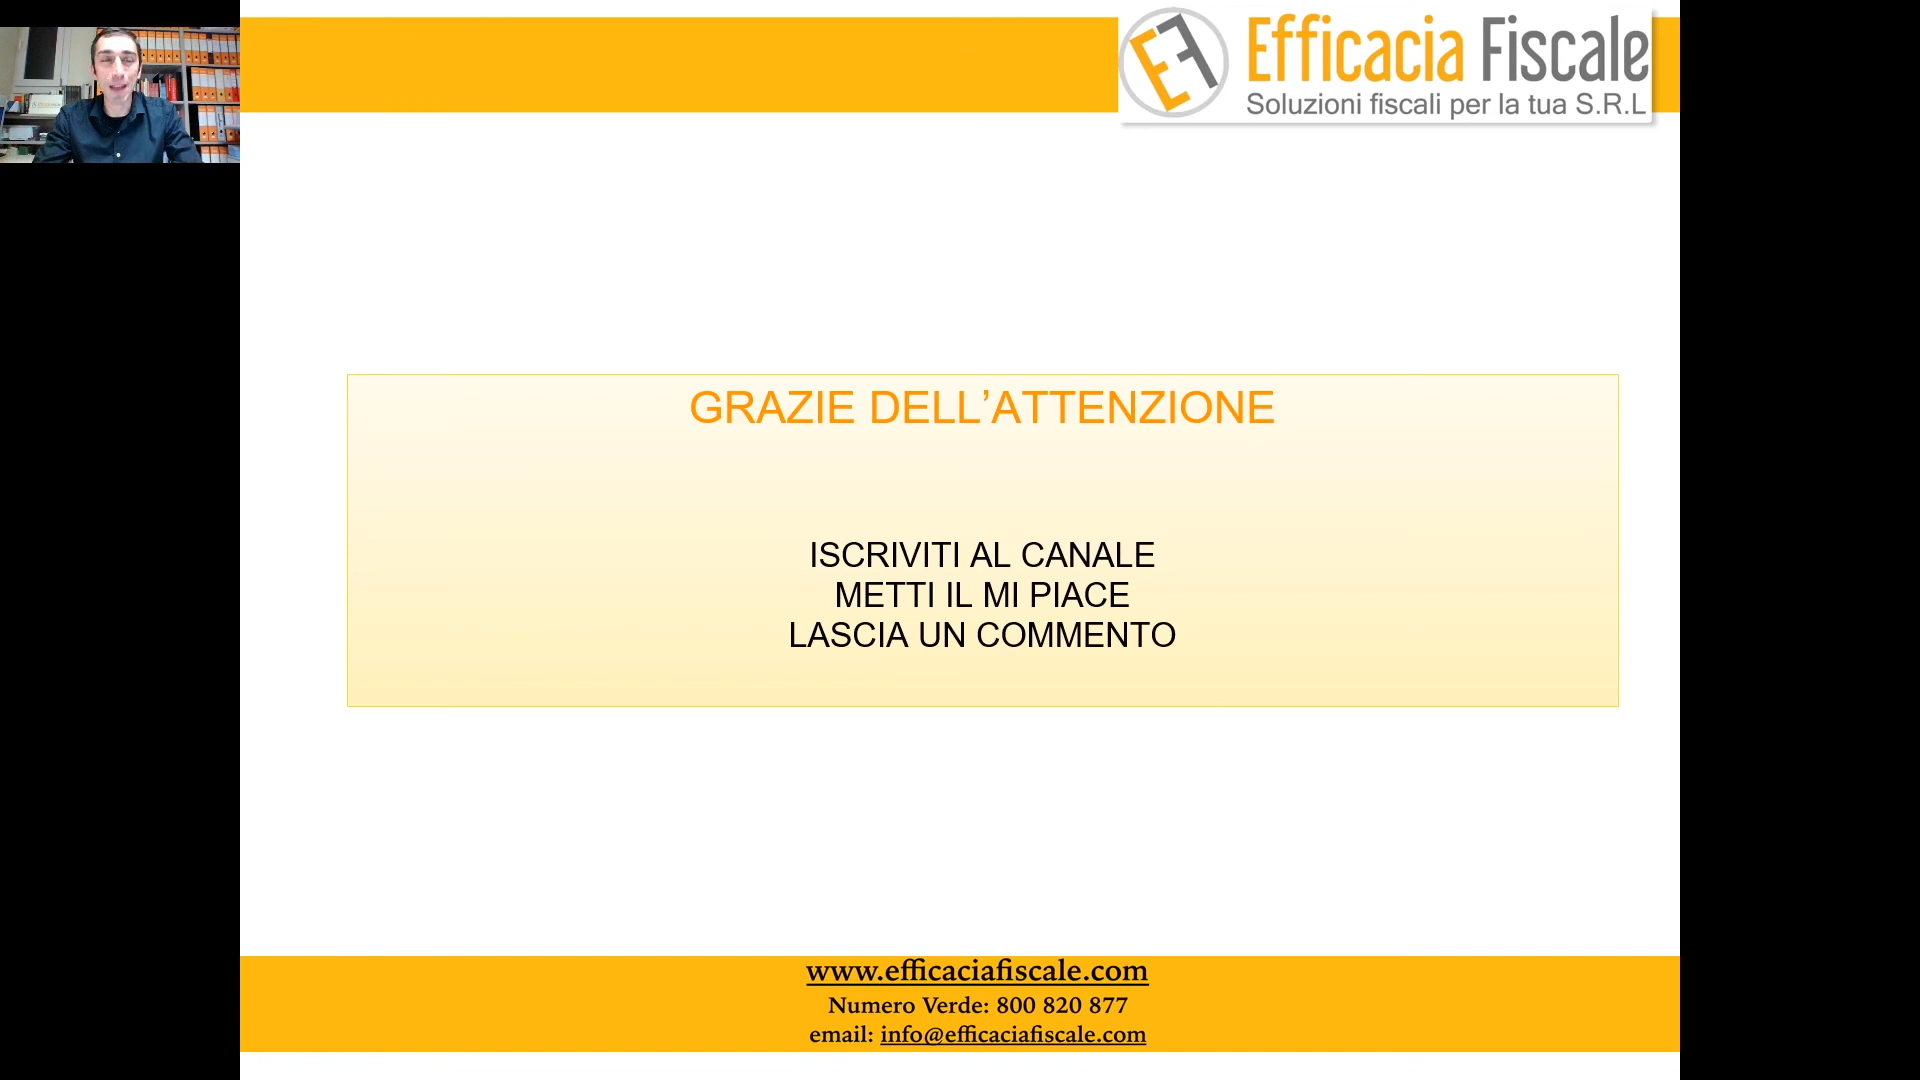 Efficacia Fiscale
Soluzioni fiscali per la tua S.R.L
GRAZIE DELL’ATTENZIONE
ISCRIVITI AL CANALE
METTI IL MI PIACE
LASCIA UN COMMENTO
www.efficaciafiscale.com
Numero Verde: 800 820 877
email: info@efficaciafiscale.com